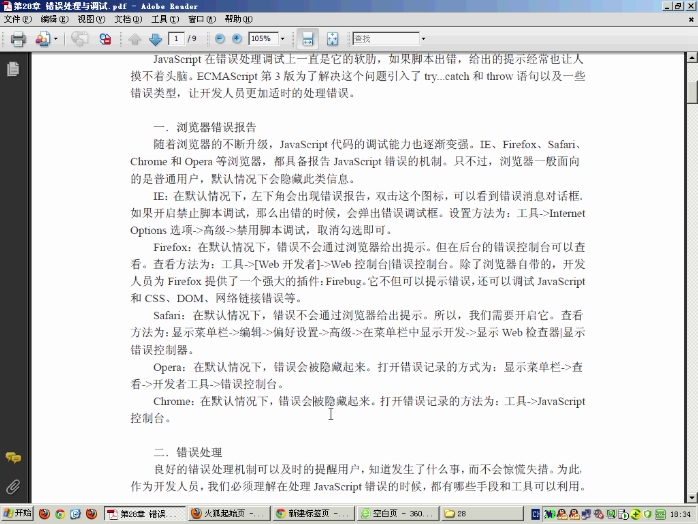 第28章 错误处理与调试.pdf - Adobe Reader
文件(F) 编辑(E) 视图(V) 文档(D) 工具(T) 窗口(W) 帮助(H)
1 / 9 105% 查找
JavaScript 在错误处理调试上一直是它的软肋，如果脚本出错，给出的提示经常也让人
摸不着头脑。ECMAScript 第 3 版为了解决这个问题引入了 try...catch 和 throw 语句以及一些
错误类型，让开发人员更加适时的处理错误。
一．浏览器错误报告
随着浏览器的不断升级，JavaScript 代码的调试能力也逐渐变强。IE、Firefox、Safari、
Chrome 和 Opera 等浏览器，都具备报告 JavaScript 错误的机制。只不过，浏览器一般面向
的是普通用户，默认情况下会隐藏此类信息。
IE：在默认情况下，左下角会出现错误报告，双击这个图标，可以看到错误消息对话框。
如果开启禁止脚本调试，那么出错的时候，会弹出错误调试框。设置方法为：工具->Internet
Options 选项->高级->禁用脚本调试，取消勾选即可。
Firefox：在默认情况下，错误不会通过浏览器给出提示。但在后台的错误控制台可以查
看。查看方法为：工具->[Web 开发者]->Web 控制台|错误控制台。除了浏览器自带的，开发
人员为 Firefox 提供了一个强大的插件：Firebug。它不但可以提示错误，还可以调试 JavaScript
和 CSS、DOM、网络链接错误等。
Safari：在默认情况下，错误不会通过浏览器给出提示。所以，我们需要开启它。查看
方法为：显示菜单栏->编辑->偏好设置->高级->在菜单栏中显示开发->显示 Web 检查器|显示
错误控制器。
Opera：在默认情况下，错误会被隐藏起来。打开错误记录的方式为：显示菜单栏->查
看->开发者工具->错误控制台。
Chrome：在默认情况下，错误会被隐藏起来。打开错误记录的方法为：工具->JavaScript
控制台。
二．错误处理
良好的错误处理机制可以及时的提醒用户，知道发生了什么事，而不会惊慌失措。为此，
作为开发人员，我们必须理解在处理 JavaScript 错误的时候，都有哪些手段和工具可以利用。
开始 第28章 错误... 火狐起始页 - ... 新建标签页 - ... 空白页 - 360... 28 18:34